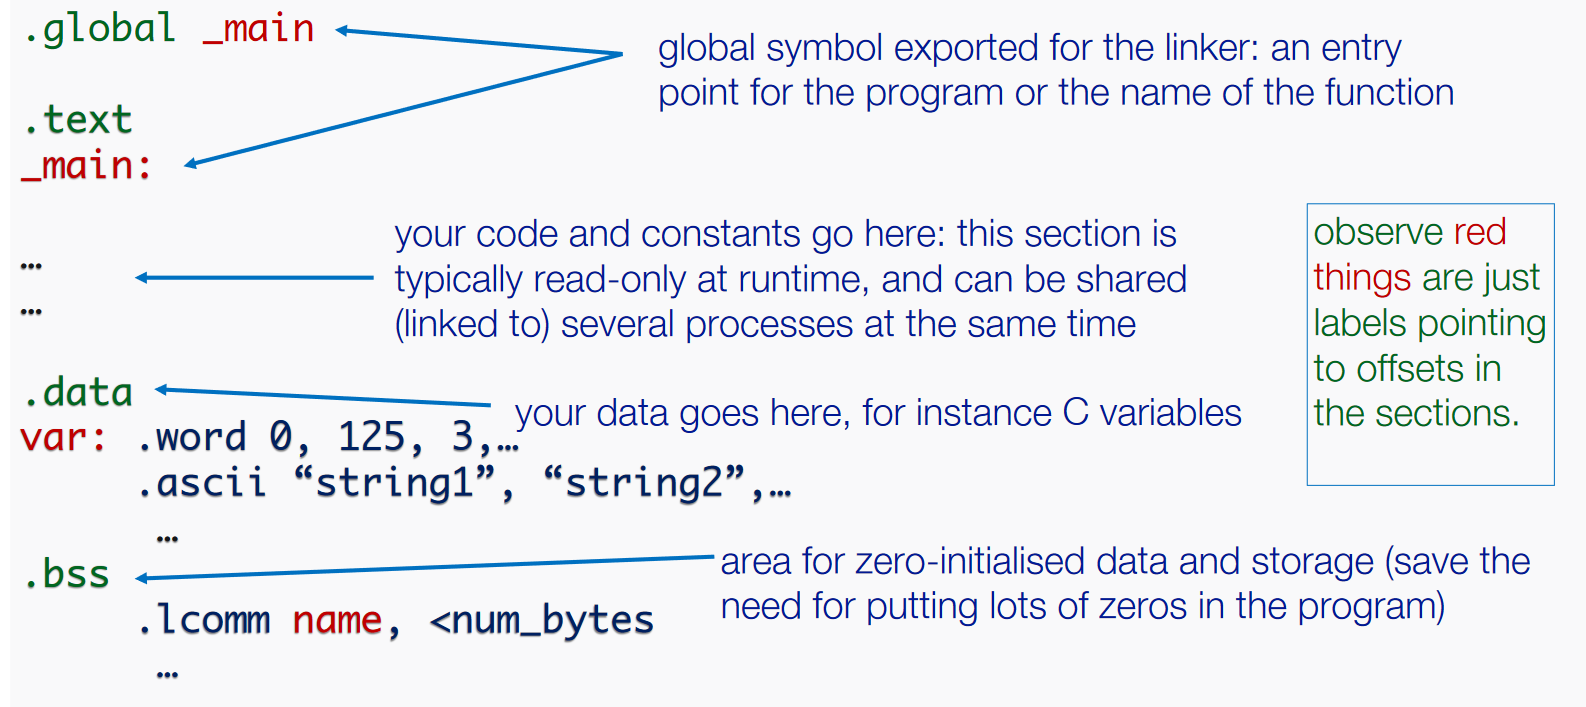 .global _main
global symbol exported for the linker: an entry
point for the program or the name of the function
.text
_main:
your code and constants go here: this section is
typically read-only at runtime, and can be shared
(linked to) several processes at the same time
…
…
observe red
things are just
labels pointing
to offsets in
the sections.
.data
your data goes here, for instance C variables
var: .word 0, 125, 3,…
.ascii “string1”, “string2”,…
…
.bss
area for zero-initialised data and storage (save the
need for putting lots of zeros in the program)
.lcomm name, <num_bytes
…